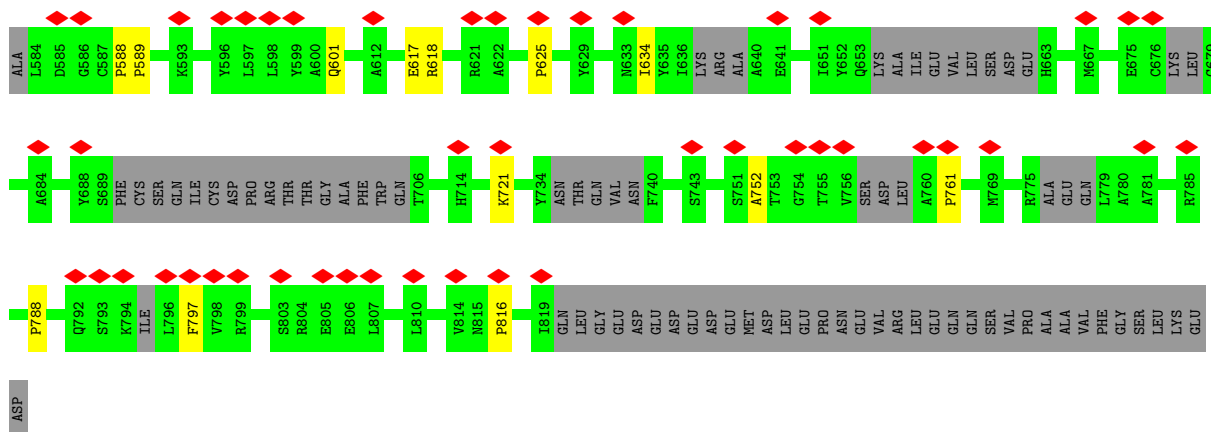 ALA L584 D585 G586 C587 P588 P589 K593 Y596 L597 L598 Y599 A600 Q601 A612 E617 R618 R621 A622 P625 Y629 N633 I634 Y635 I636 LYS ARG ALA A640 E641 I651 Y652 Q653 LYS ALA ILE GLU VAL LEU SER ASP GLU H663 M667 E675 C676 LYS LEU G679
A684 Y688 S689 PHE CYS SER GLN ILE CYS ASP PRO ARG THR THR GLY ALA PHE TRP GLN T706 H714 K721 Y734 ASN THR GLN VAL ASN F740 S743 S751 A752 T753 G754 T755 V756 SER ASP LEU A760 P761 M769 R775 ALA GLU GLN L779 A780 A781 R785
P788 Q792 S793 K794 ILE L796 F797 V798 R799 S803 R804 E805 E806 L807 L810 V814 N815 P816 I819 GLN LEU GLY GLU ASP GLU ASP GLU ASP GLU MET ASP LEU GLU PRO ASN GLU VAL ARG LEU GLU GLN GLN SER VAL PRO ALA ALA VAL PHE GLY SER LEU LYS GLU
ASP